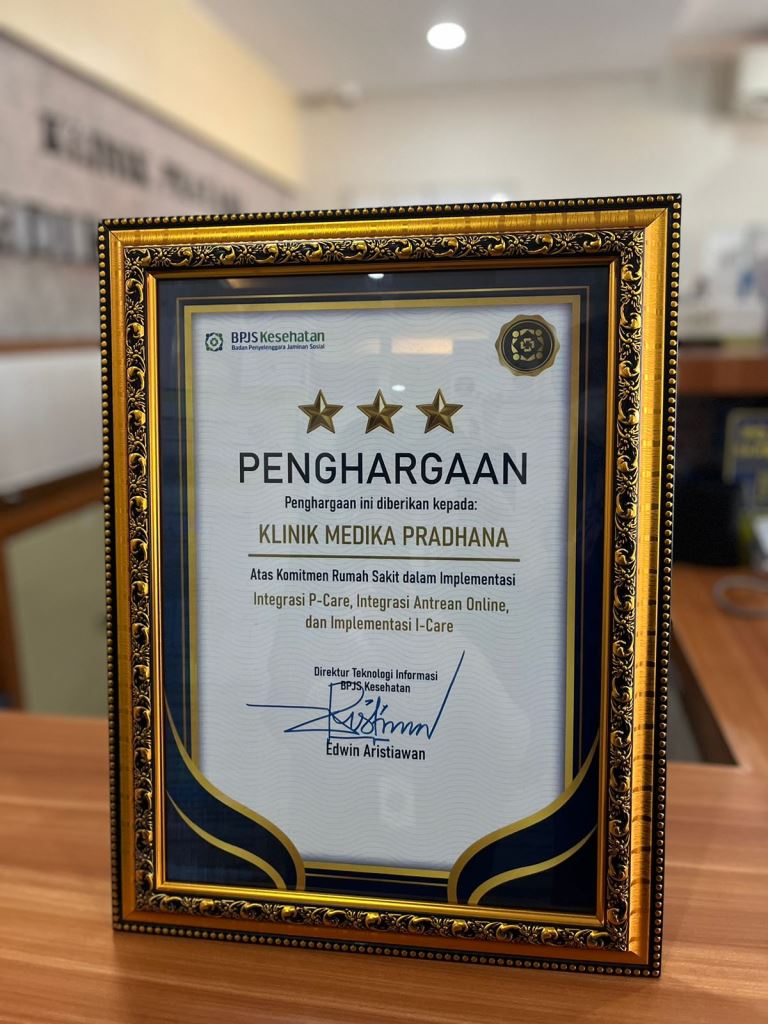 BPJS Kesehatan
Badan Penyelenggara Jaminan Sosial
PENGHARGAAN
Penghargaan ini diberikan kepada:
KLINIK MEDIKA PRADHANA
Atas Komitmen Rumah Sakit dalam Implementasi
Integrasi P-Care, Integrasi Antrean Online,
dan Implementasi I-Care
Direktur Teknologi Informasi
BPJS Kesehatan
Edwin Aristiawan